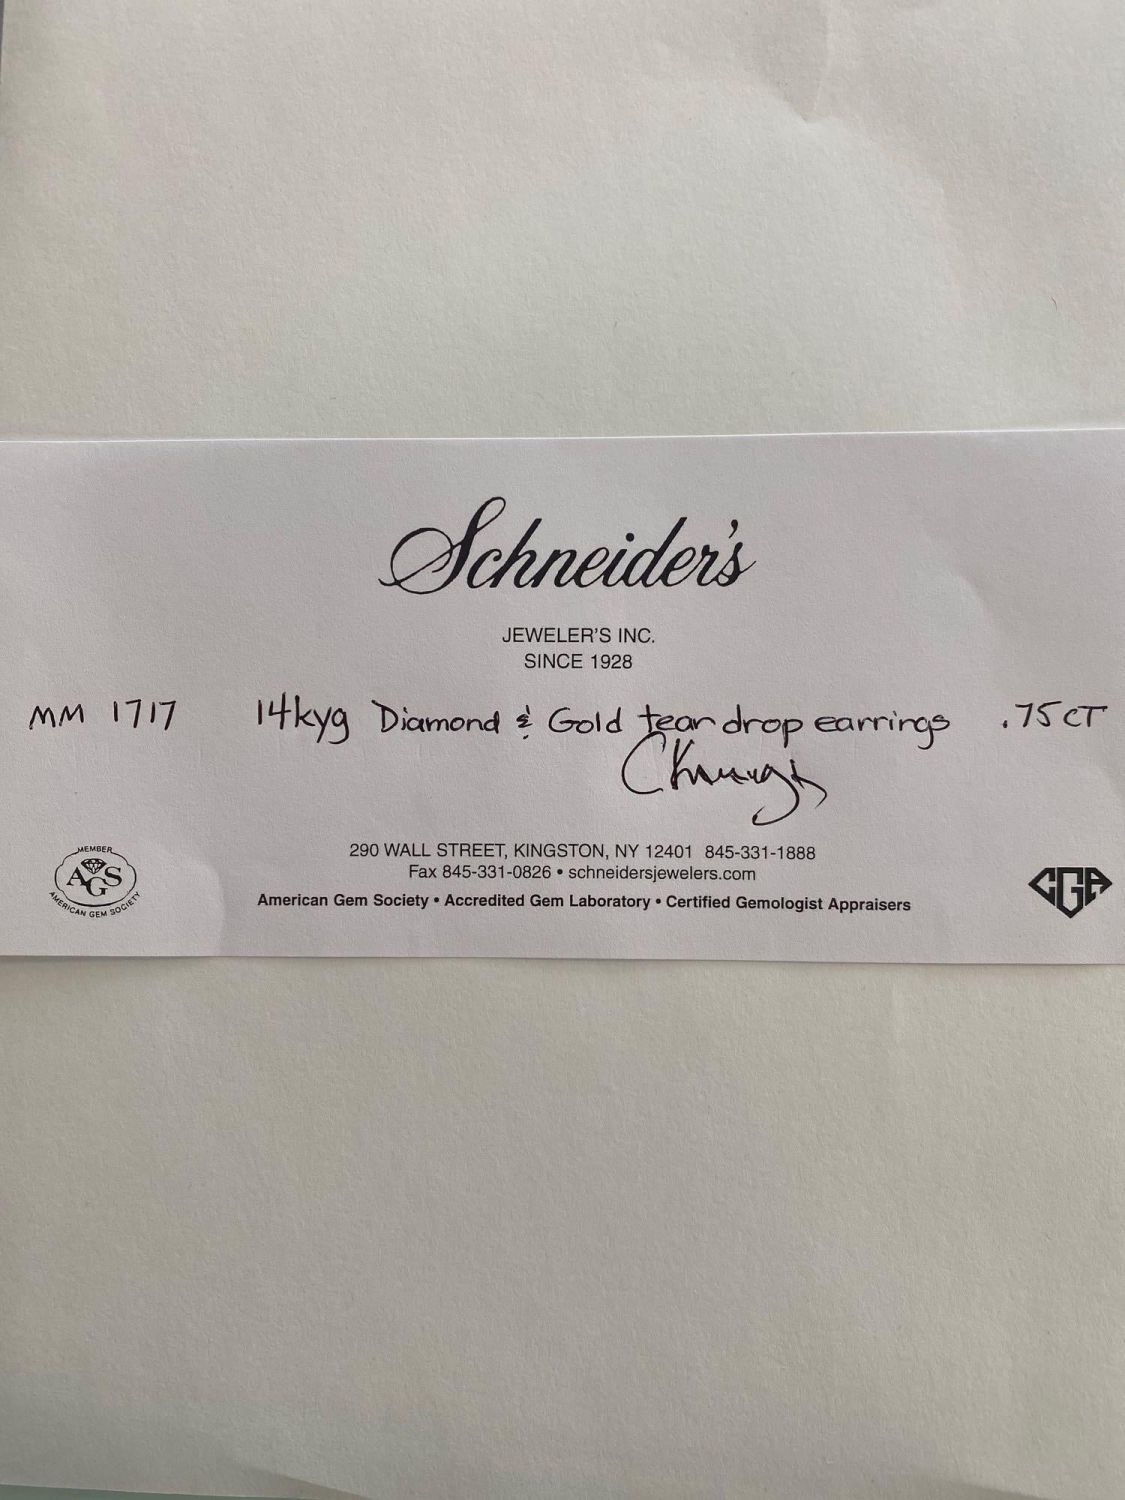 Schneider's
JEWELER'S INC.
SINCE 1928
MM 1717 14kyg Diamond & Gold tear drop earrings .75 CT
290 WALL STREET, KINGSTON, NY 12401 845-331-1888
Fax 845-331-0826 • schneidersjewelers.com
American Gem Society • Accredited Gem Laboratory • Certified Gemologist Appraisers
MEMBER
AGS
AMERICAN GEM SOCIETY
CGA